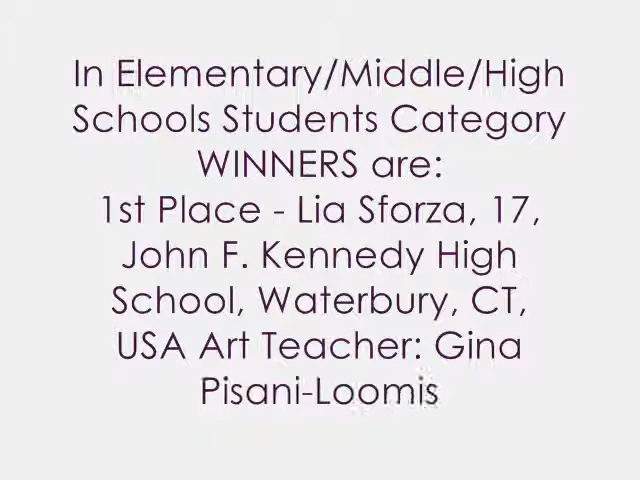 In Elementary/Middle/High
Schools Students Category
WINNERS are:
1st Place - Lia Sforza, 17,
John F. Kennedy High
School, Waterbury, CT,
USA Art Teacher: Gina
Pisani-Loomis